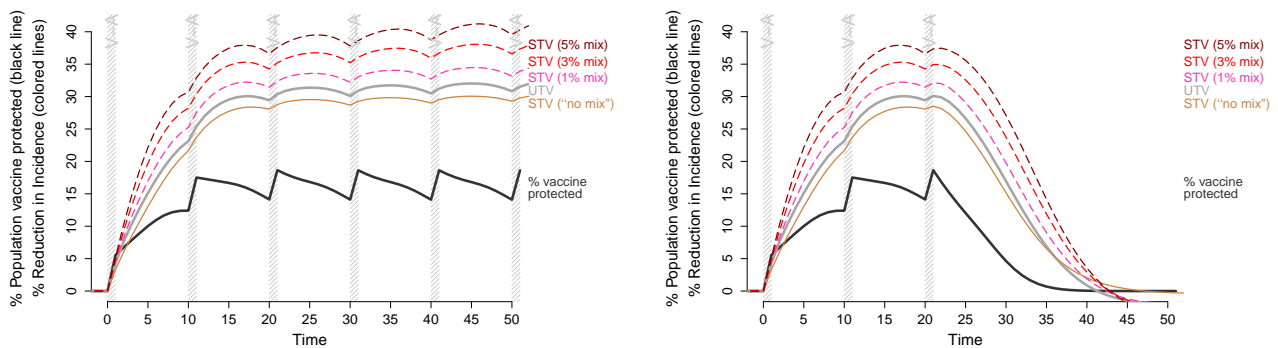 % Population vaccine protected (black line)
% Reduction in Incidence (colored lines)
40
35
30
25
20
15
10
5
0
STV (5% mix)
STV (3% mix)
STV (1% mix)
UTV
STV (“no mix”)
% vaccine
protected
0 5 10 15 20 25 30 35 40 45 50
Time
% Population vaccine protected (black line)
% Reduction in Incidence (colored lines)
40
35
30
25
20
15
10
5
0
STV (5% mix)
STV (3% mix)
STV (1% mix)
UTV
STV (“no mix”)
% vaccine
protected
0 5 10 15 20 25 30 35 40 45 50
Time